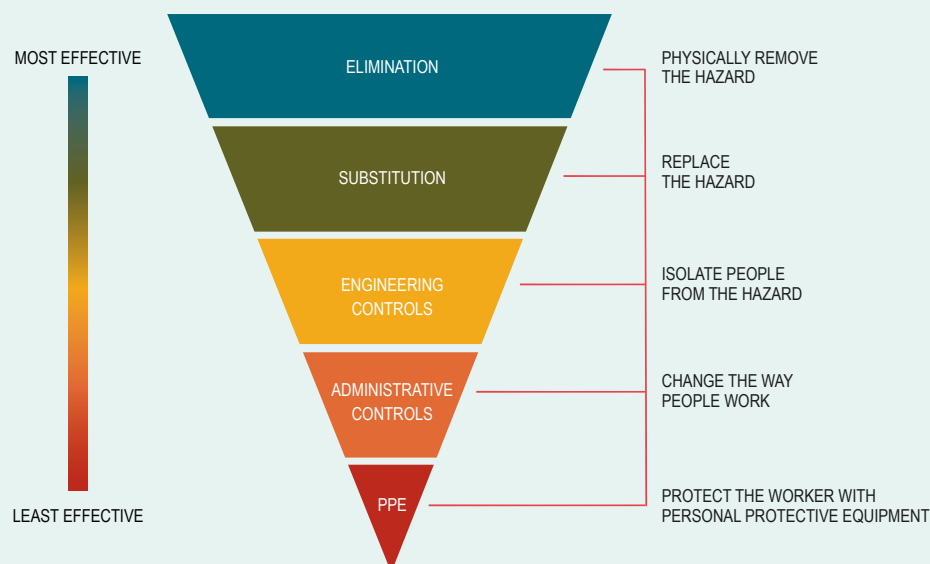 MOST EFFECTIVE
ELIMINATION
PHYSICALLY REMOVE
THE HAZARD
SUBSTITUTION
REPLACE
THE HAZARD
ENGINEERING
CONTROLS
ISOLATE PEOPLE
FROM THE HAZARD
ADMINISTRATIVE
CONTROLS
CHANGE THE WAY
PEOPLE WORK
PPE
PROTECT THE WORKER WITH
PERSONAL PROTECTIVE EQUIPMENT
LEAST EFFECTIVE